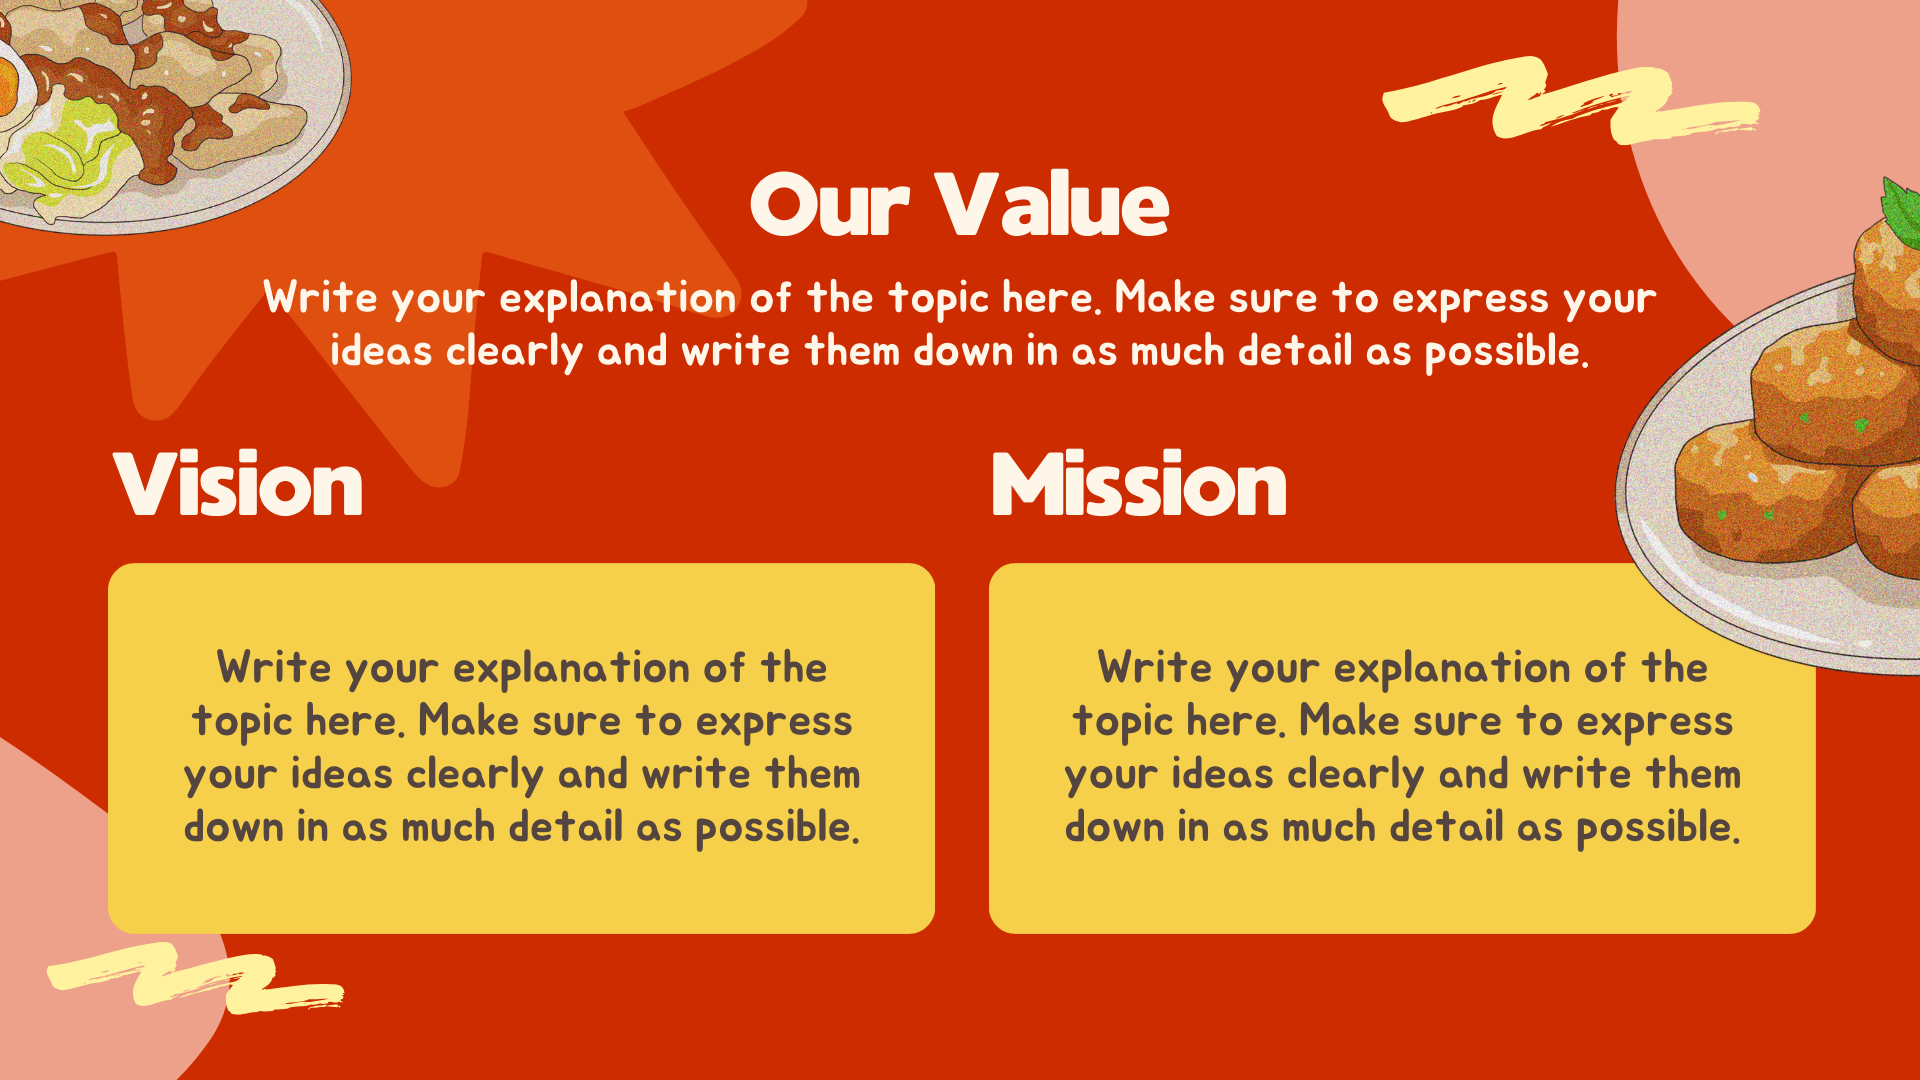 Our Value
Write your explanation of the topic here. Make sure to express your
ideas clearly and write them down in as much detail as possible.
Vision
Write your explanation of the
topic here. Make sure to express
your ideas clearly and write them
down in as much detail as possible.
Mission
Write your explanation of the
topic here. Make sure to express
your ideas clearly and write them
down in as much detail as possible.